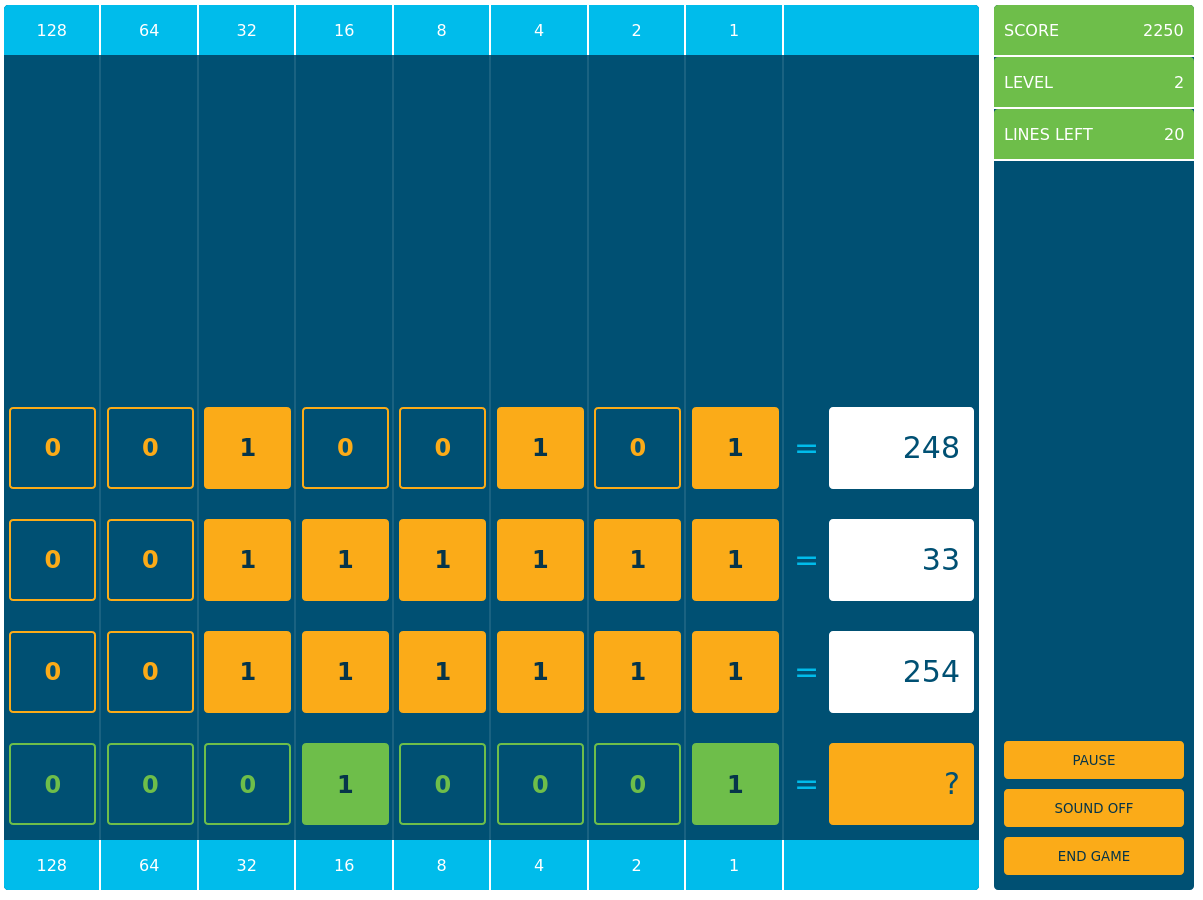 128 64 32 16 8 4 2 1
0 0 1 0 0 1 0 1 = 248
0 0 1 1 1 1 1 1 = 33
0 0 1 1 1 1 1 1 = 254
0 0 0 1 0 0 0 1 = ?
128 64 32 16 8 4 2 1
SCORE 2250
LEVEL 2
LINES LEFT 20
PAUSE
SOUND OFF
END GAME